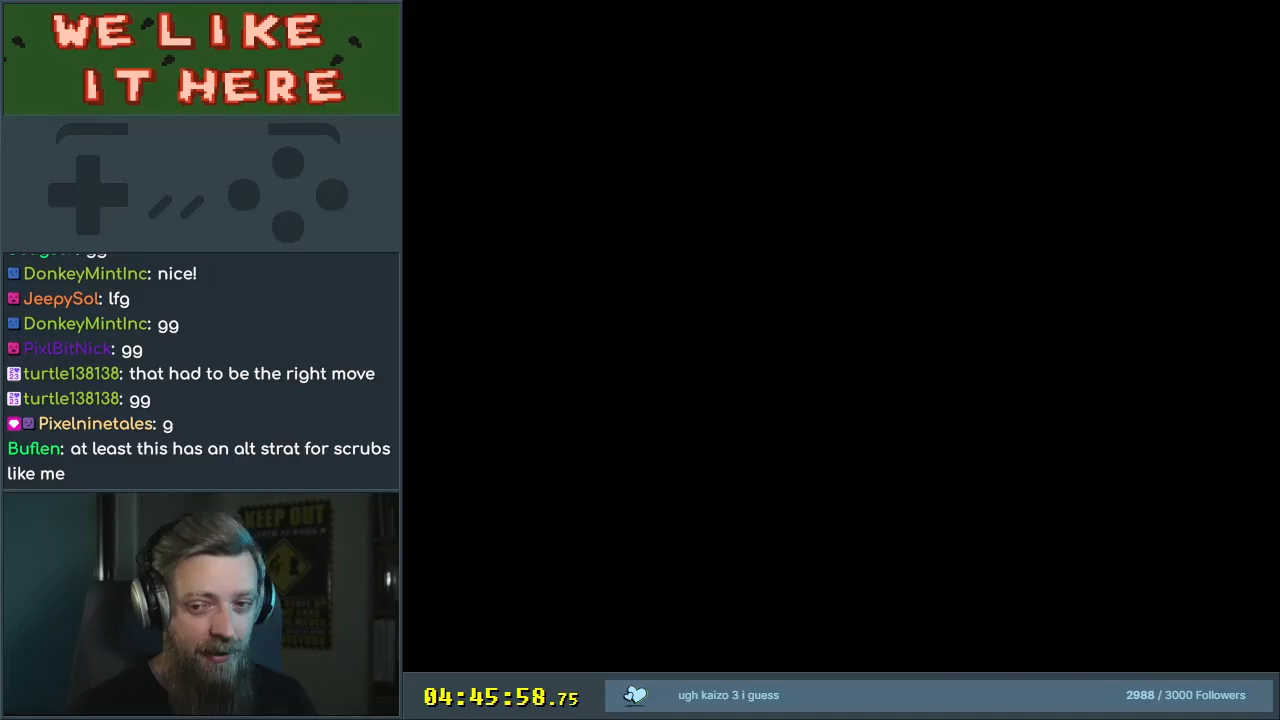 WE LIKE
IT HERE
DonkeyMintInc: nice!
JeepySol: lfg
DonkeyMintInc: gg
PixlBitNick: gg
turtle138138: that had to be the right move
turtle138138: gg
Pixelninetales: g
Buflen: at least this has an alt strat for scrubs
like me
KEEP OUT
04:45:58.75
ugh kaizo 3 i guess
2988 / 3000 Followers